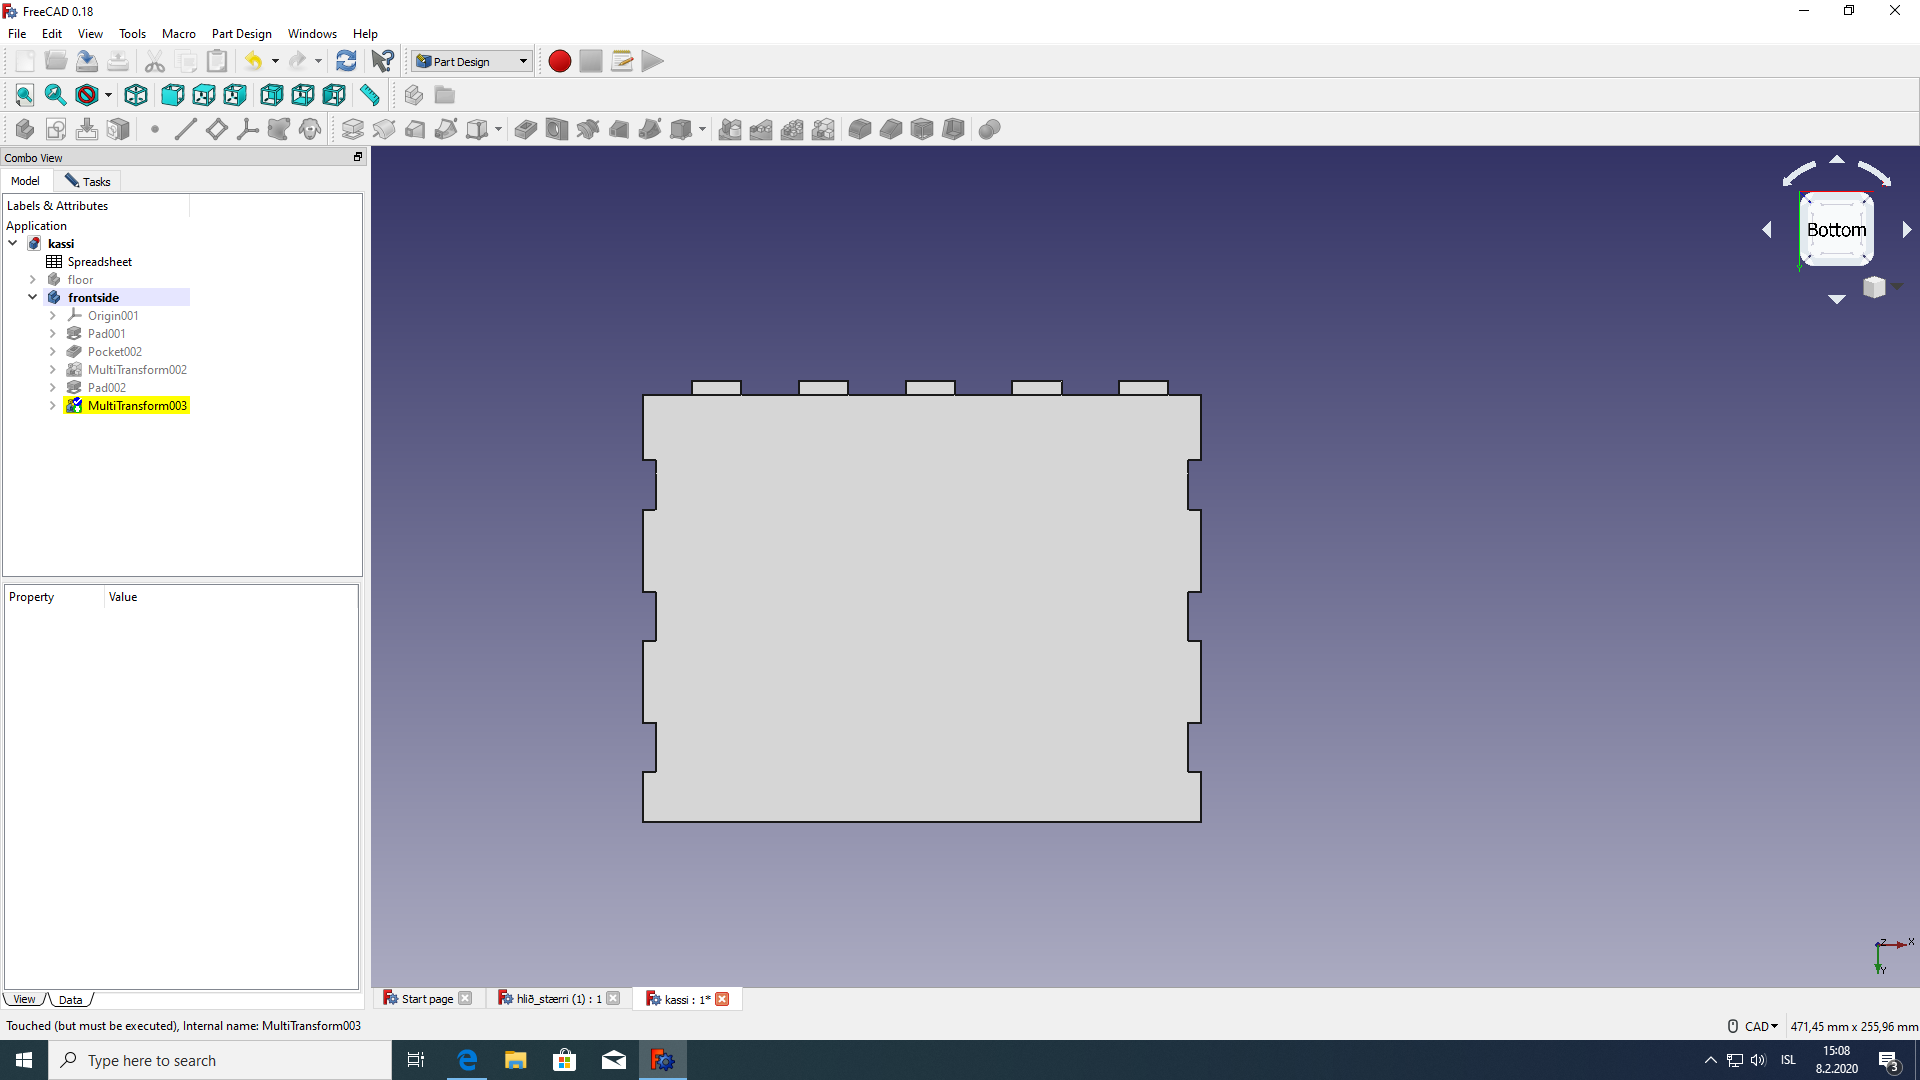 FreeCAD 0.18
File Edit View Tools Macro Part Design Windows Help
Part Design
Combo View
Model Tasks
Labels & Attributes
Application
kassi
Spreadsheet
floor
frontside
Origin001
Pad001
Pocket002
MultiTransform002
Pad002
MultiTransform003
Property Value
View Data
Bottom
Z X
Y
Start page hlið_stærri (1) : 1 kassi : 1*
Touched (but must be executed), Internal name: MultiTransform003
CAD 471,45 mm x 255,96 mm
Type here to search
ISL
15:08
8.2.2020
3